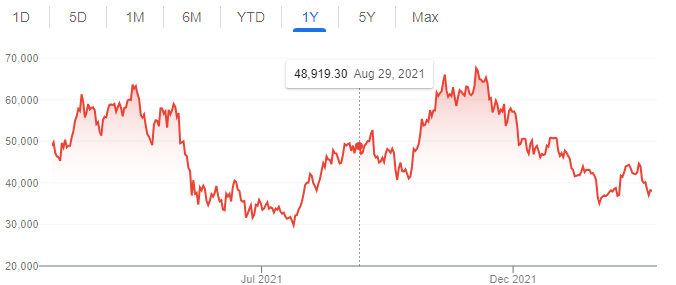 1D 5D 1M 6M YTD 1Y 5Y Max
70,000
48,919.30 Aug 29, 2021
60,000
50,000
40,000
30,000
20,000
Jul 2021 Dec 2021